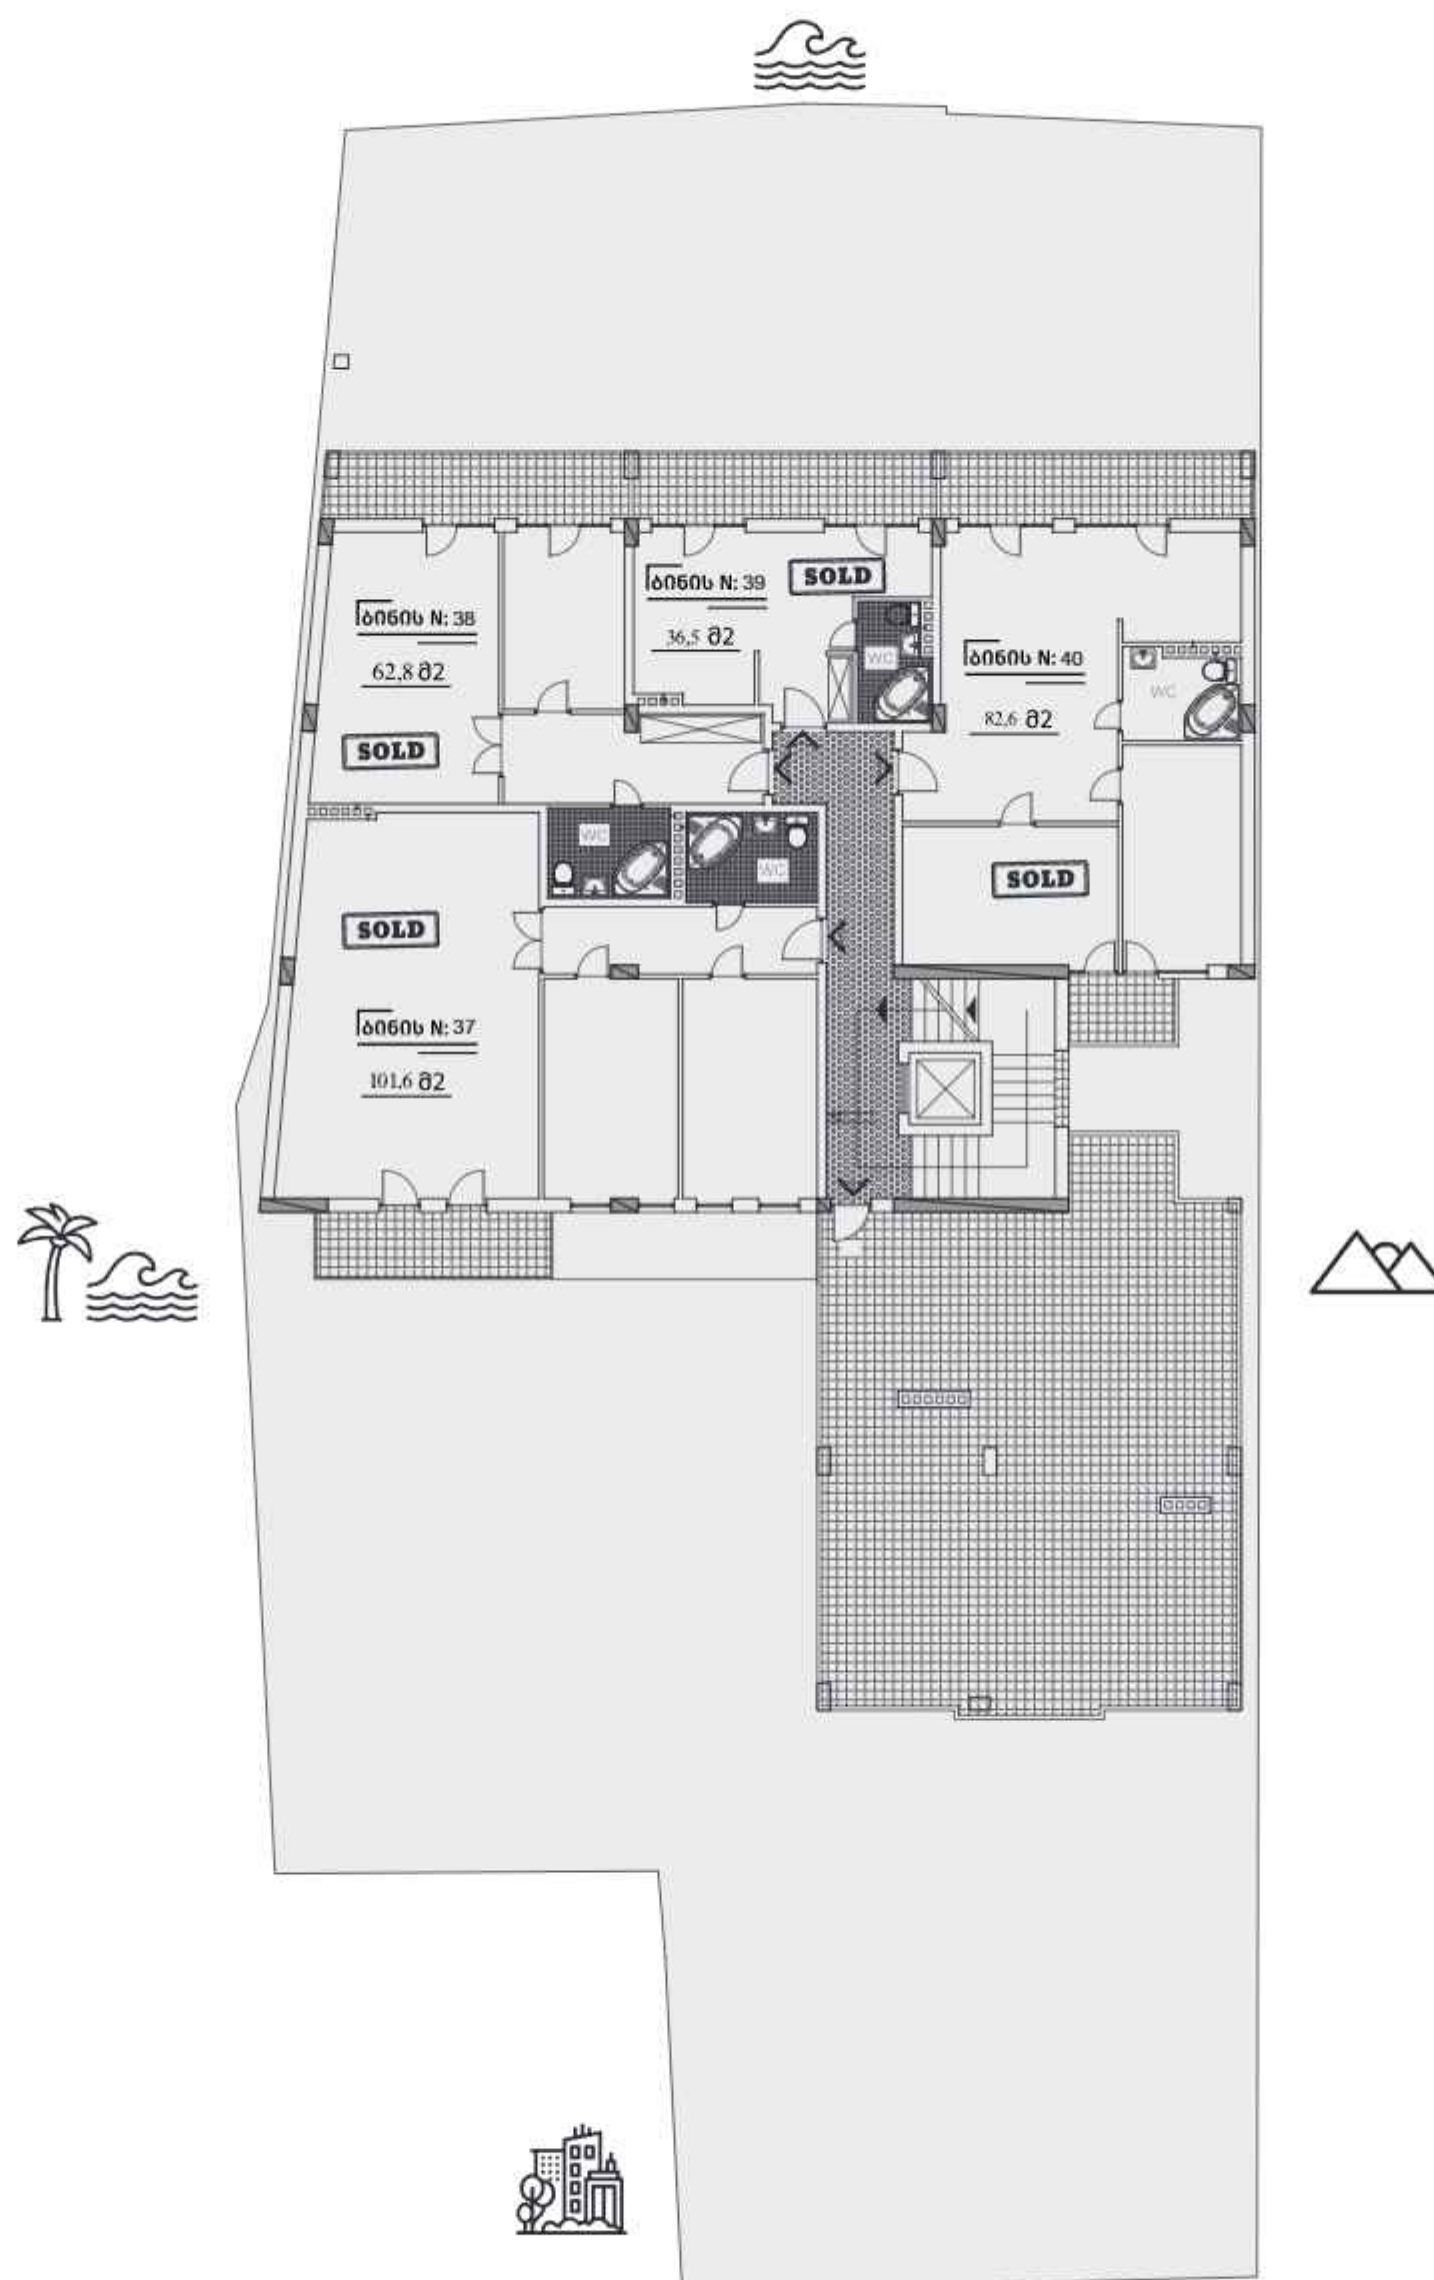 ბინის N: 39
SOLD
36,5 მ2
WC
ბინის N: 38
62,8 მ2
SOLD
ბინის N: 40
82,6 მ2
WC
WC
WC
SOLD
SOLD
ბინის N: 37
101,6 მ2